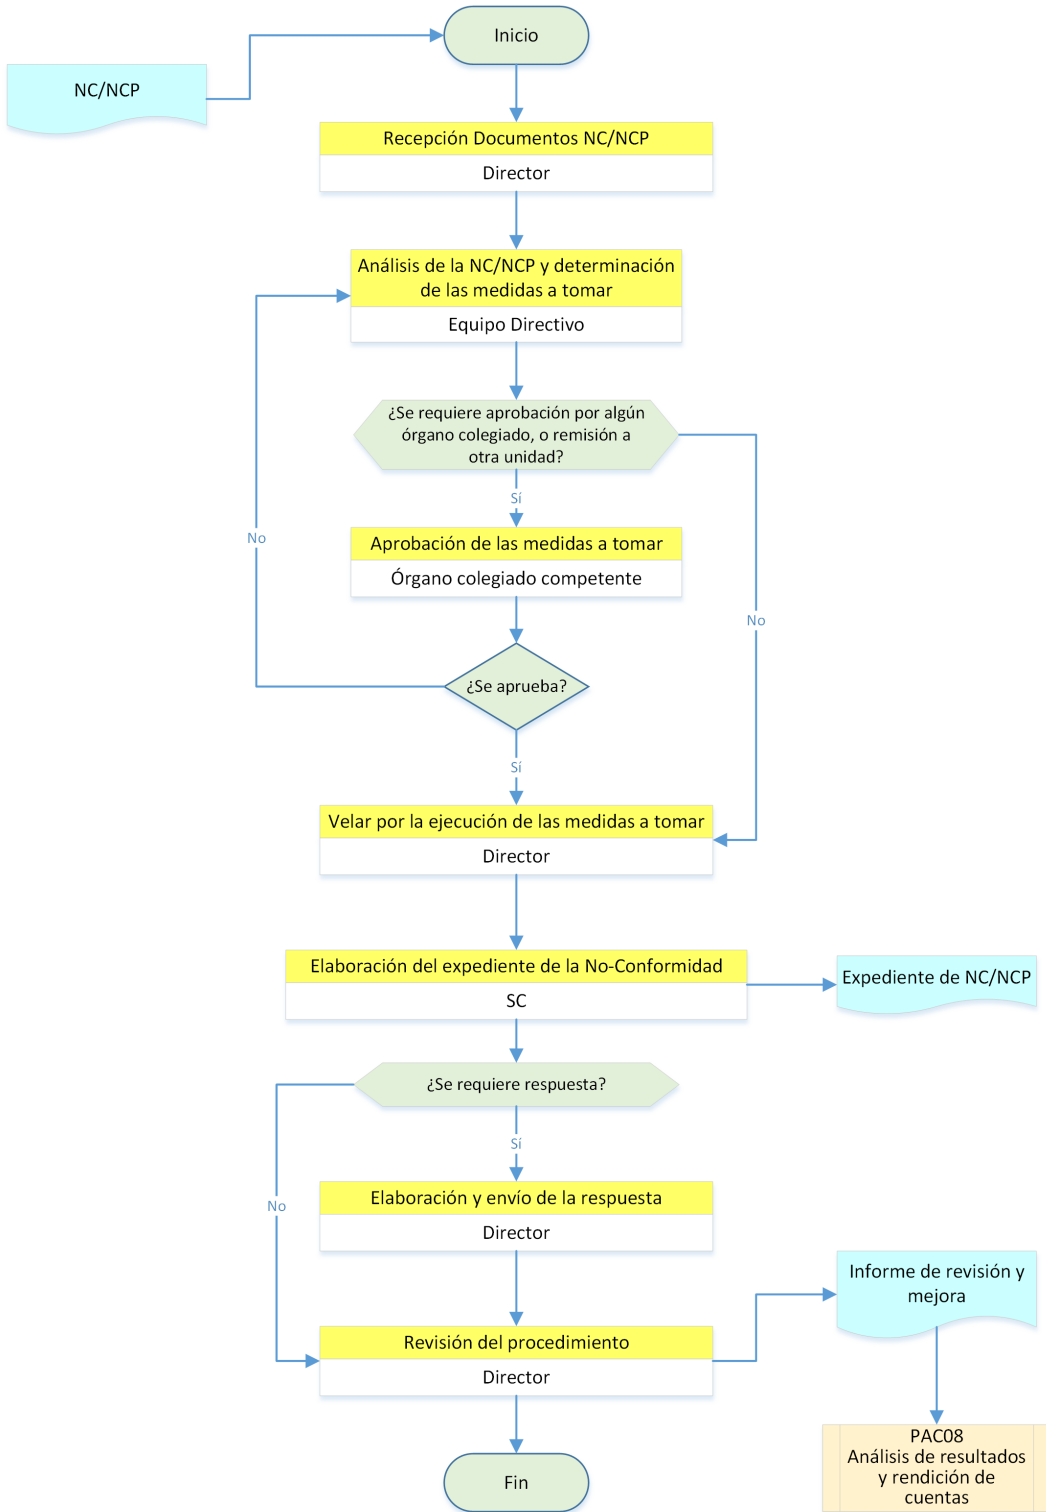 Inicio
NC/NCP
Recepción Documentos NC/NCP
Director
Análisis de la NC/NCP y determinación
de las medidas a tomar
Equipo Directivo
¿Se requiere aprobación por algún
órgano colegiado, o remisión a
otra unidad?
Sí
No
Aprobación de las medidas a tomar
Órgano colegiado competente
No
¿Se aprueba?
Sí
Velar por la ejecución de las medidas a tomar
Director
Elaboración del expediente de la No-Conformidad
SC
Expediente de NC/NCP
¿Se requiere respuesta?
Sí
No
Elaboración y envío de la respuesta
Director
Informe de revisión y
mejora
Revisión del procedimiento
Director
PAC08
Análisis de resultados
y rendición de
cuentas
Fin